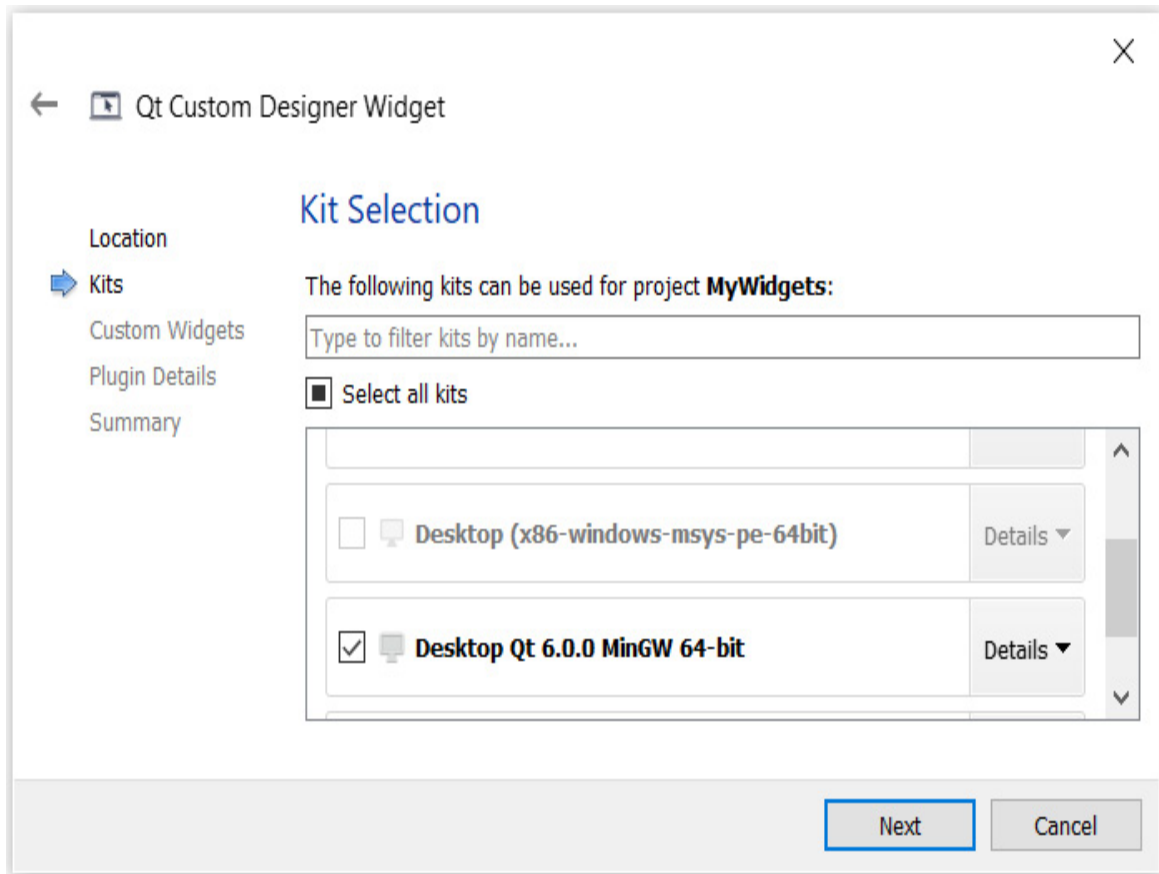 Qt Custom Designer Widget
Kit Selection
Location
Kits
Custom Widgets
Plugin Details
Summary
The following kits can be used for project MyWidgets:
Type to filter kits by name...
Select all kits
Desktop (x86-windows-msys-pe-64bit)
Details
Desktop Qt 6.0.0 MinGW 64-bit
Details
Next
Cancel